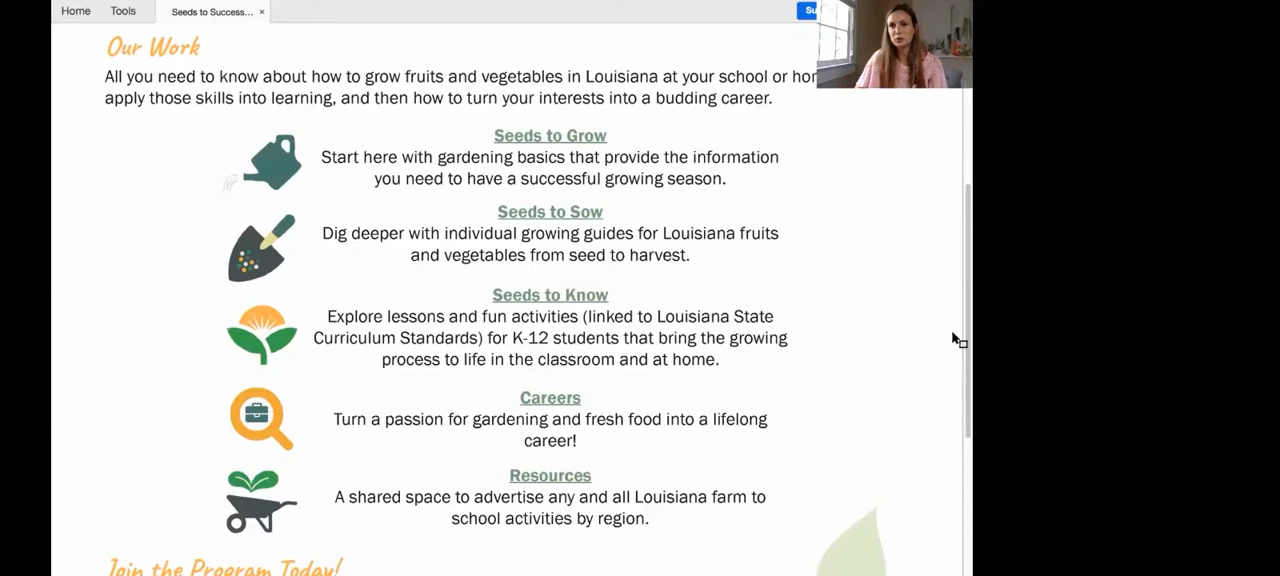 Home Tools Seeds to Success... ×
Our Work
All you need to know about how to grow fruits and vegetables in Louisiana at your school or
apply those skills into learning, and then how to turn your interests into a budding career.
Seeds to Grow
Start here with gardening basics that provide the information
you need to have a successful growing season.
Seeds to Sow
Dig deeper with individual growing guides for Louisiana fruits
and vegetables from seed to harvest.
Seeds to Know
Explore lessons and fun activities (linked to Louisiana State
Curriculum Standards) for K-12 students that bring the growing
process to life in the classroom and at home.
Careers
Turn a passion for gardening and fresh food into a lifelong
career!
Resources
A shared space to advertise any and all Louisiana farm to
school activities by region.
Join the Program Today!